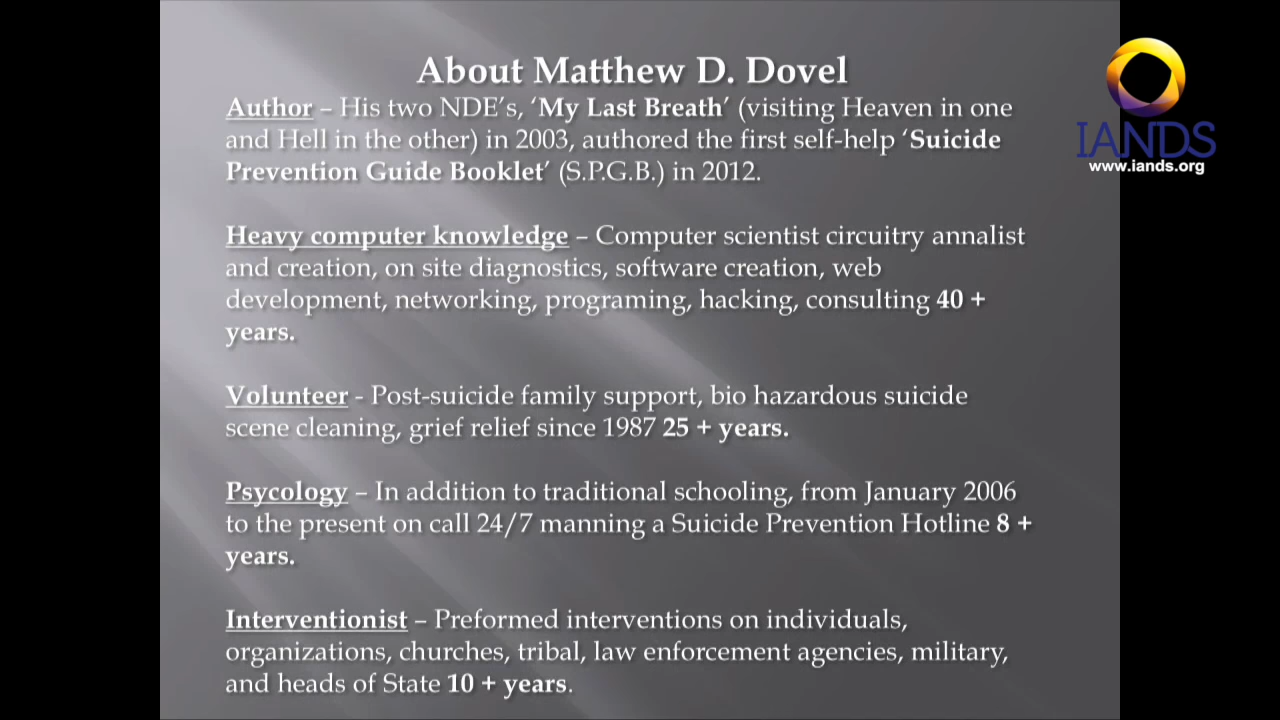 About Matthew D. Dovel
Author – His two NDE's, 'My Last Breath' (visiting Heaven in one
and Hell in the other) in 2003, authored the first self-help 'Suicide
Prevention Guide Booklet' (S.P.G.B.) in 2012.
Heavy computer knowledge – Computer scientist circuitry annalist
and creation, on site diagnostics, software creation, web
development, networking, programing, hacking, consulting 40 +
years.
Volunteer - Post-suicide family support, bio hazardous suicide
scene cleaning, grief relief since 1987 25 + years.
Psycology – In addition to traditional schooling, from January 2006
to the present on call 24/7 manning a Suicide Prevention Hotline 8 +
years.
Interventionist – Preformed interventions on individuals,
organizations, churches, tribal, law enforcement agencies, military,
and heads of State 10 + years.
IANDS
www.iands.org